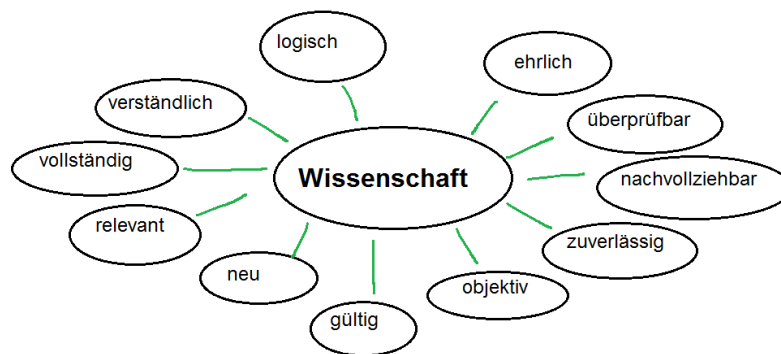 logisch
ehrlich
verständlich
überprüfbar
vollständig
Wissenschaft
nachvollziehbar
relevant
zuverlässig
neu
objektiv
gültig